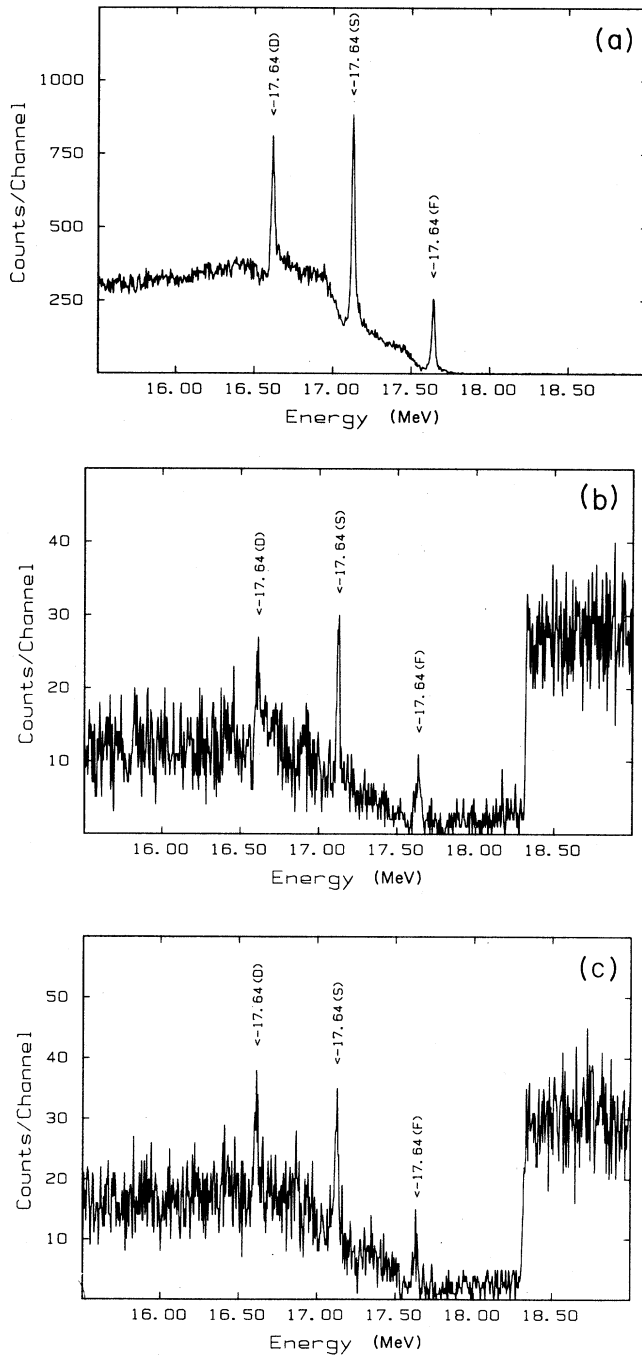 (a)
<-17.64(D)
<-17.64(S)
<-17.64(F)
1000
750
500
250
Counts/Channel
16.00 16.50 17.00 17.50 18.00 18.50
Energy (MeV)
(b)
<-17.64(D)
<-17.64(S)
<-17.64(F)
40
30
20
10
Counts/Channel
16.00 16.50 17.00 17.50 18.00 18.50
Energy (MeV)
(c)
<-17.64(D)
<-17.64(S)
<-17.64(F)
50
40
30
20
10
Counts/Channel
16.00 16.50 17.00 17.50 18.00 18.50
Energy (MeV)